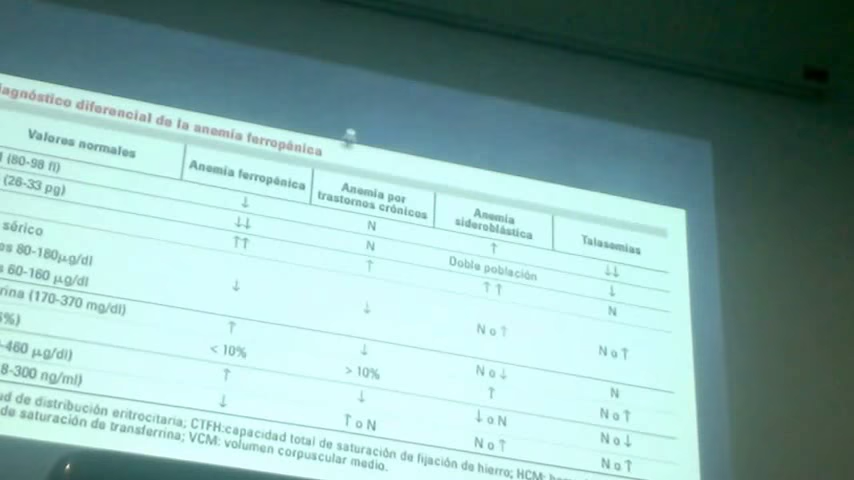 diagnóstico diferencial de la anemia ferropénica
Valores normales Anemia ferropénica Anemia por trastornos crónicos Anemia sideroblástica Talasemias
(80-98 fl) ↓ N ↑ ↓↓
(26-33 pg) ↓↓ N Doble población ↓
↑↑ ↑ ↑↑ N
sérico
80-180µg/dl ↓ ↓ N o ↑ N o ↑
60-160 µg/dl
(170-370 mg/dl) ↑ ↓ N o ↓ N
< 10% > 10% ↑ N o ↑
-460 µg/dl) ↑ ↓ ↓ o N N o ↓
8-300 ng/ml) ↓ ↑ o N N o ↑ N o ↑
de distribución eritrocitaria; CTFH:capacidad total de saturación de fijación de hierro; HCM:
de saturación de transferrina; VCM: volumen corpuscular medio.